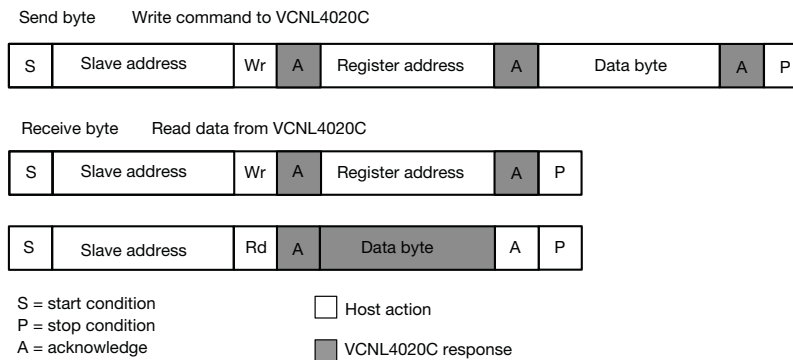 Send byte Write command to VCNL4020C
S Slave address Wr A Register address A Data byte A P
Receive byte Read data from VCNL4020C
S Slave address Wr A Register address A P
S Slave address Rd A Data byte A P
S = start condition
P = stop condition
A = acknowledge
Host action
VCNL4020C response